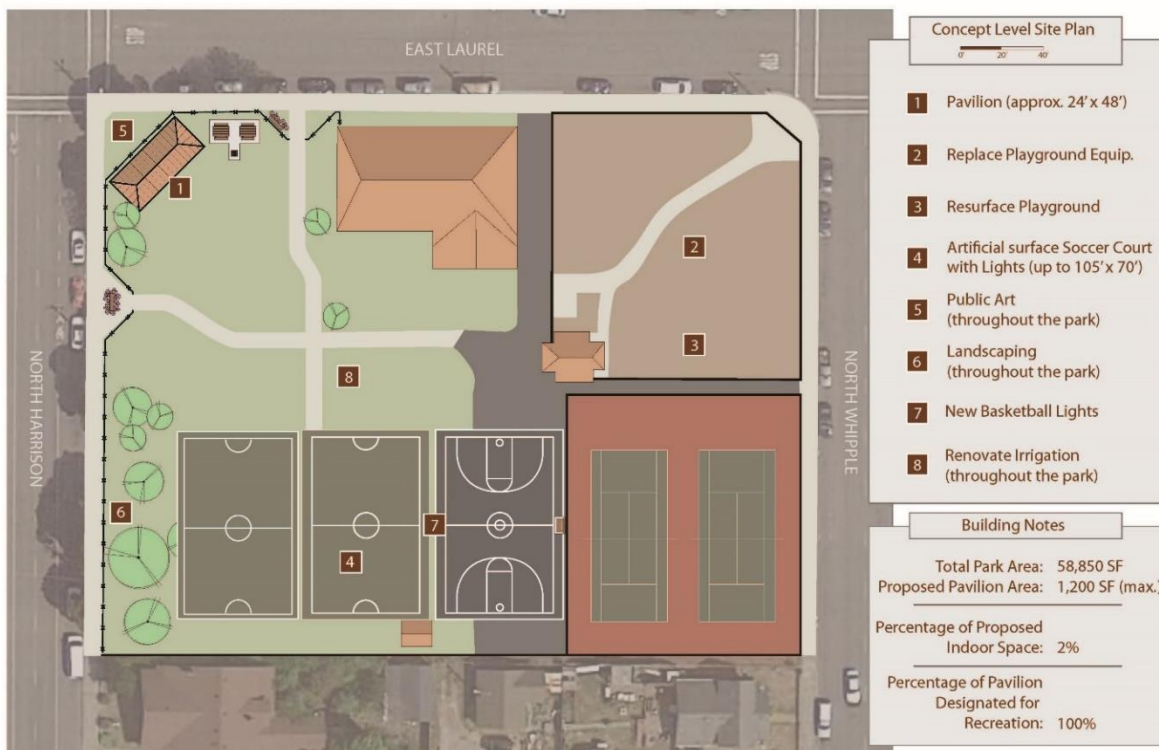 EAST LAUREL
NORTH HARRISON
NORTH WHIPPLE
5
1
2
3
8
6
7
4
Concept Level Site Plan
0' 20' 40'
1 Pavilion (approx. 24' x 48')
2 Replace Playground Equip.
3 Resurface Playground
4 Artificial surface Soccer Court
with Lights (up to 105' x 70')
5 Public Art
(throughout the park)
6 Landscaping
(throughout the park)
7 New Basketball Lights
8 Renovate Irrigation
(throughout the park)
Building Notes
Total Park Area: 58,850 SF
Proposed Pavilion Area: 1,200 SF (max.)
Percentage of Proposed
Indoor Space: 2%
Percentage of Pavilion
Designated for
Recreation: 100%